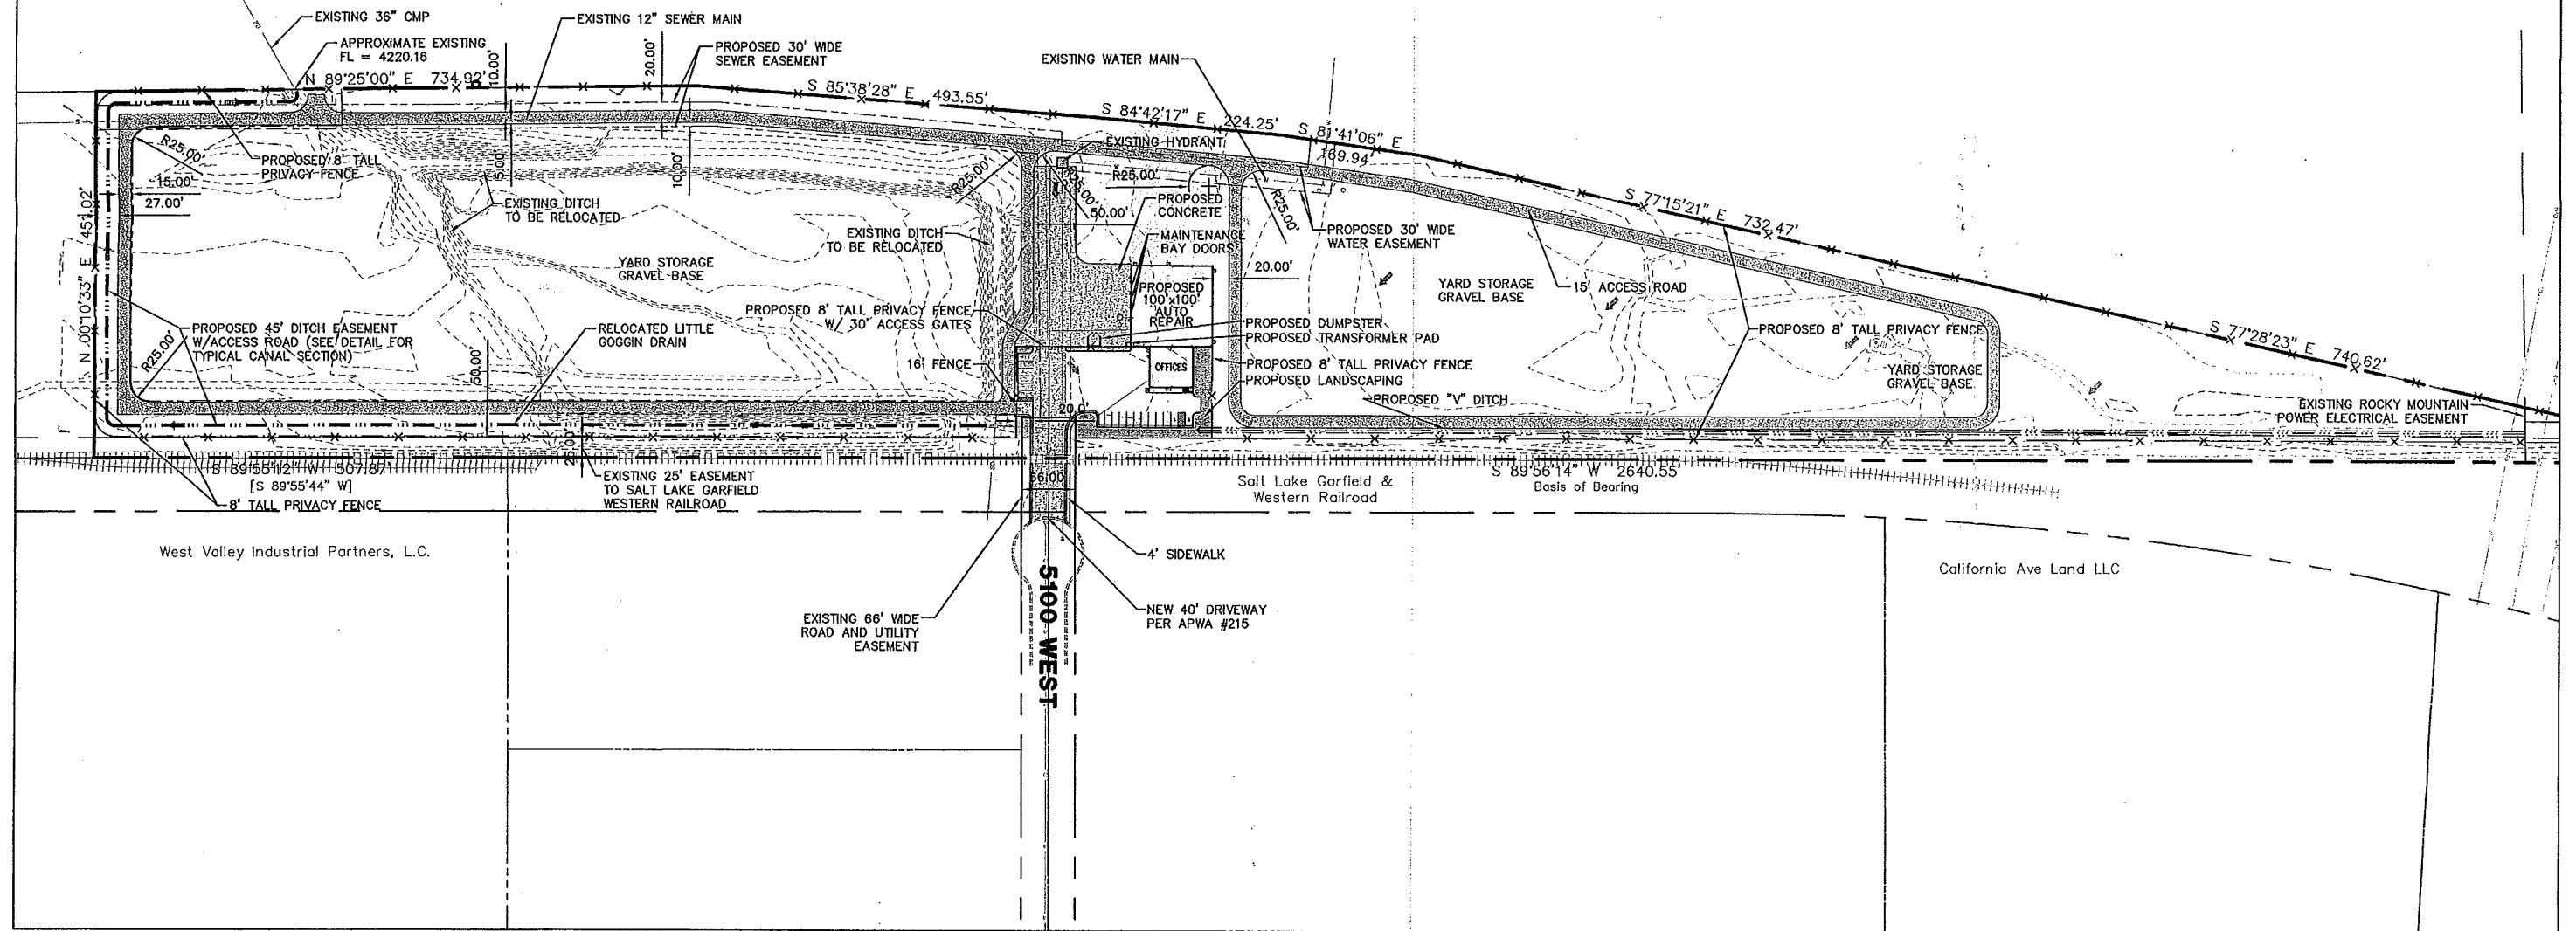 EXISTING 36" CMP
APPROXIMATE EXISTING
FL = 4220.16
N 89°25'00" E 734.92'
EXISTING 12" SEWER MAIN
10.00'
20.00'
PROPOSED 30' WIDE
SEWER EASEMENT
S 85°38'28" E 493.55'
EXISTING WATER MAIN
S 84°42'17" E 224.25'
S 81°41'06" E
169.94'
S 77°15'21" E 732.47'
S 77°28'23" E 740.62'
R25.00'
PROPOSED 8' TALL
PRIVACY FENCE
15.00'
27.00'
5.00'
10.00'
EXISTING DITCH
TO BE RELOCATED
EXISTING DITCH
TO BE RELOCATED
R25.00'
EXISTING HYDRANT
R25.00'
50.00'
PROPOSED
CONCRETE
MAINTENANCE
BAY DOORS
R25.00'
PROPOSED 30' WIDE
WATER EASEMENT
20.00'
YARD STORAGE
GRAVEL BASE
YARD STORAGE
GRAVEL BASE
15' ACCESS ROAD
N 00°10'33" E 451.02'
PROPOSED 45' DITCH EASEMENT
W/ACCESS ROAD (SEE DETAIL FOR
TYPICAL CANAL SECTION)
R25.00'
RELOCATED LITTLE
GOGGIN DRAIN
50.00'
PROPOSED 8' TALL PRIVACY FENCE
W/ 30' ACCESS GATES
16' FENCE
PROPOSED
100'x100'
AUTO
REPAIR
OFFICES
20.0'
PROPOSED DUMPSTER
PROPOSED TRANSFORMER PAD
PROPOSED 8' TALL PRIVACY FENCE
PROPOSED LANDSCAPING
PROPOSED "V" DITCH
PROPOSED 8' TALL PRIVACY FENCE
YARD STORAGE
GRAVEL BASE
EXISTING ROCKY MOUNTAIN
POWER ELECTRICAL EASEMENT
S 89°55'12" W 507.87'
[S 89°55'44" W]
8' TALL PRIVACY FENCE
25.00'
EXISTING 25' EASEMENT
TO SALT LAKE GARFIELD
WESTERN RAILROAD
66.00
Salt Lake Garfield &
Western Railroad
S 89°56'14" W 2640.55'
Basis of Bearing
West Valley Industrial Partners, L.C.
4' SIDEWALK
California Ave Land LLC
EXISTING 66' WIDE
ROAD AND UTILITY
EASEMENT
5100 WEST
NEW 40' DRIVEWAY
PER APWA #215